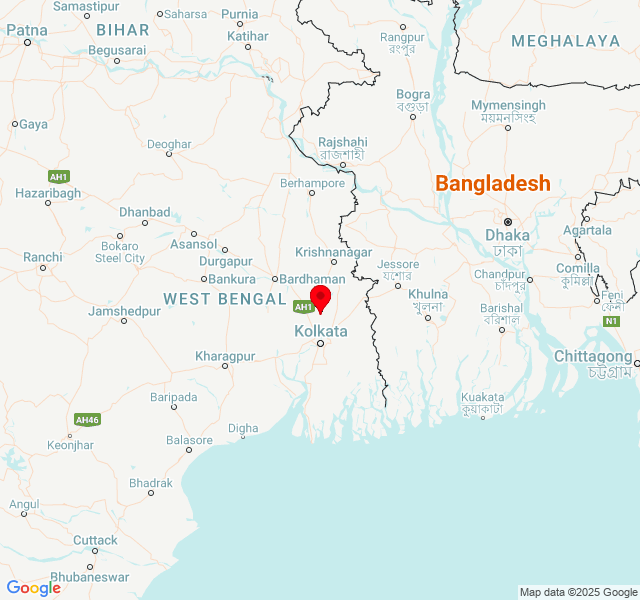 Samastipur
Saharsa
Purnia
Rangpur
রংপুর
Patna
BIHAR
Katihar
MEGHALAYA
Begusarai
Bogra
বগুড়া
Mymensingh
ময়মনসিংহ
Gaya
Deoghar
Rajshahi
রাজশাহী
AH1
Berhampore
Bangladesh
Hazaribagh
Dhanbad
Dhaka
ঢাকা
Agartala
Bokaro
Steel City
Asansol
Durgapur
Krishnanagar
Ranchi
Jessore
যশোর
Comilla
কুমিল্লা
Bankura
Bardhaman
Chandpur
চাঁদপুর
WEST BENGAL
AH1
Khulna
খুলনা
Feni
ফেনী
Jamshedpur
Barishal
বরিশাল
N1
Kolkata
Kharagpur
Chittagong
চট্টগ্রাম
Baripada
Kuakata
কুয়াকাটা
AH46
Digha
Keonjhar
Balasore
Bhadrak
Angul
Cuttack
Bhubaneswar
Google
Map data ©2025 Google